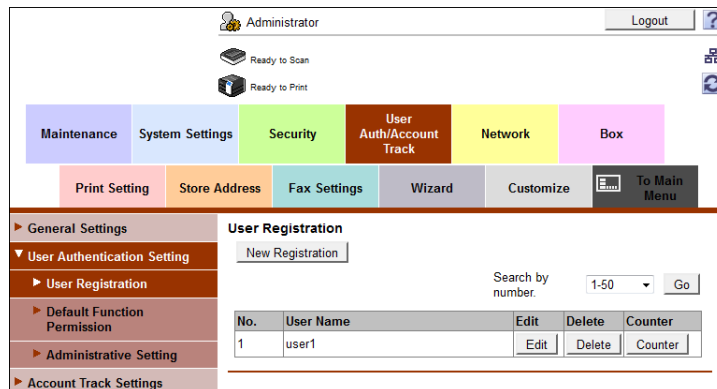 Administrator
Logout
?
Ready to Scan
Ready to Print
Maintenance
System Settings
Security
User
Auth/Account
Track
Network
Box
Print Setting
Store Address
Fax Settings
Wizard
Customize
To Main
Menu
General Settings
User Authentication Setting
User Registration
Default Function
Permission
Administrative Setting
Account Track Settings
User Registration
New Registration
Search by
number.
1-50
Go
No. User Name Edit Delete Counter
1 user1 Edit Delete Counter